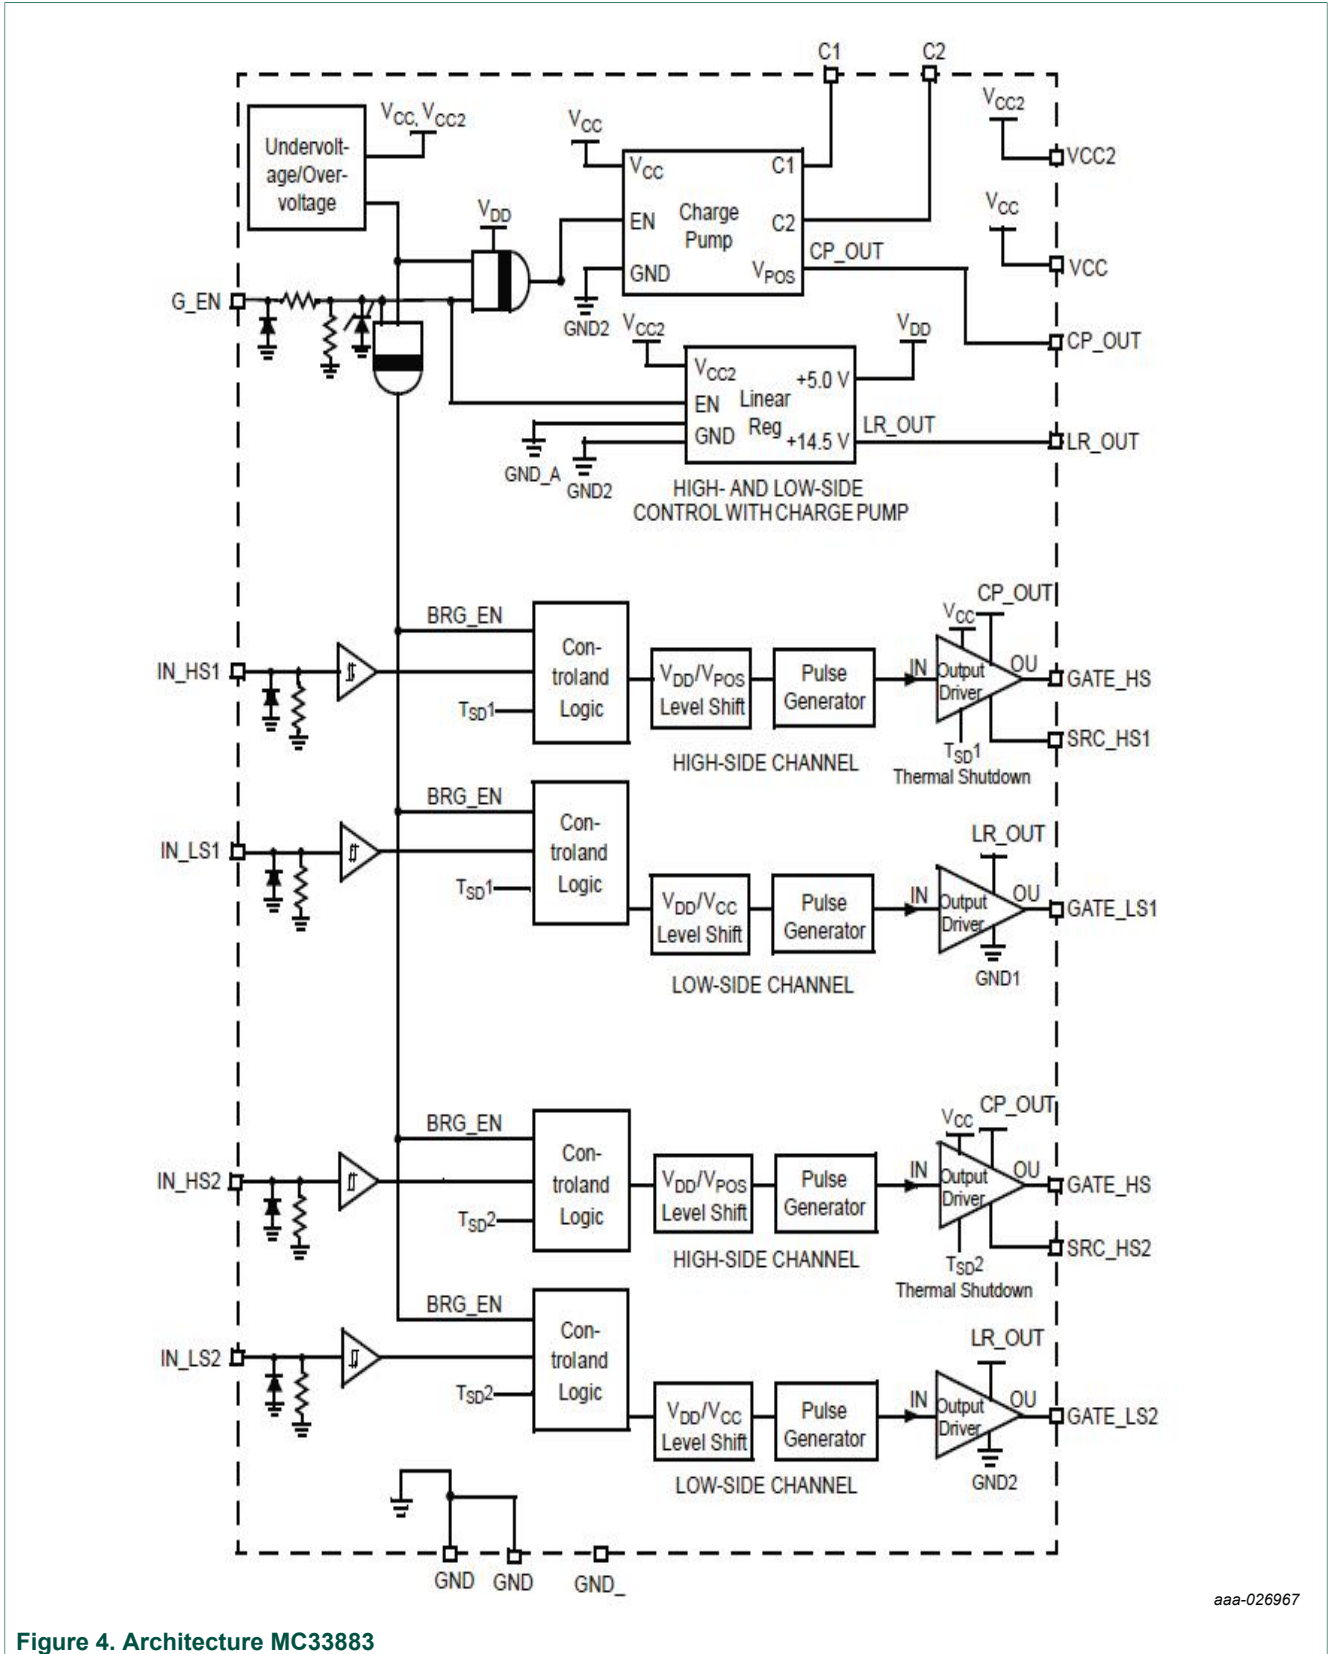 C1
C2
VCC, VCC2
VCC
VCC2
Undervolt-
age/Over-
voltage
VCC
C1
VCC2
VDD
EN
Charge
Pump
C2
VCC
CP_OUT
GND
VPOS
VCC
G_EN
GND2
VCC2
VDD
CP_OUT
VCC2
+5.0 V
EN
Linear
Reg
GND
+14.5 V
LR_OUT
LR_OUT
GND_A
GND2
HIGH- AND LOW-SIDE
CONTROL WITH CHARGE PUMP
BRG_EN
IN_HS1
TSD1
Con-
troland
Logic
VDD/VPOS
Level Shift
Pulse
Generator
IN
VCC
CP_OUT
Output
Driver
OU
GATE_HS
SRC_HS1
TSD1
Thermal Shutdown
HIGH-SIDE CHANNEL
BRG_EN
IN_LS1
TSD1
Con-
troland
Logic
VDD/VCC
Level Shift
Pulse
Generator
IN
LR_OUT
Output
Driver
OU
GATE_LS1
GND1
LOW-SIDE CHANNEL
BRG_EN
IN_HS2
TSD2
Con-
troland
Logic
VDD/VPOS
Level Shift
Pulse
Generator
IN
VCC
CP_OUT
Output
Driver
OU
GATE_HS
SRC_HS2
TSD2
Thermal Shutdown
HIGH-SIDE CHANNEL
BRG_EN
IN_LS2
TSD2
Con-
troland
Logic
VDD/VCC
Level Shift
Pulse
Generator
IN
LR_OUT
Output
Driver
OU
GATE_LS2
GND2
LOW-SIDE CHANNEL
GND
GND
GND_
aaa-026967
Figure 4. Architecture MC33883